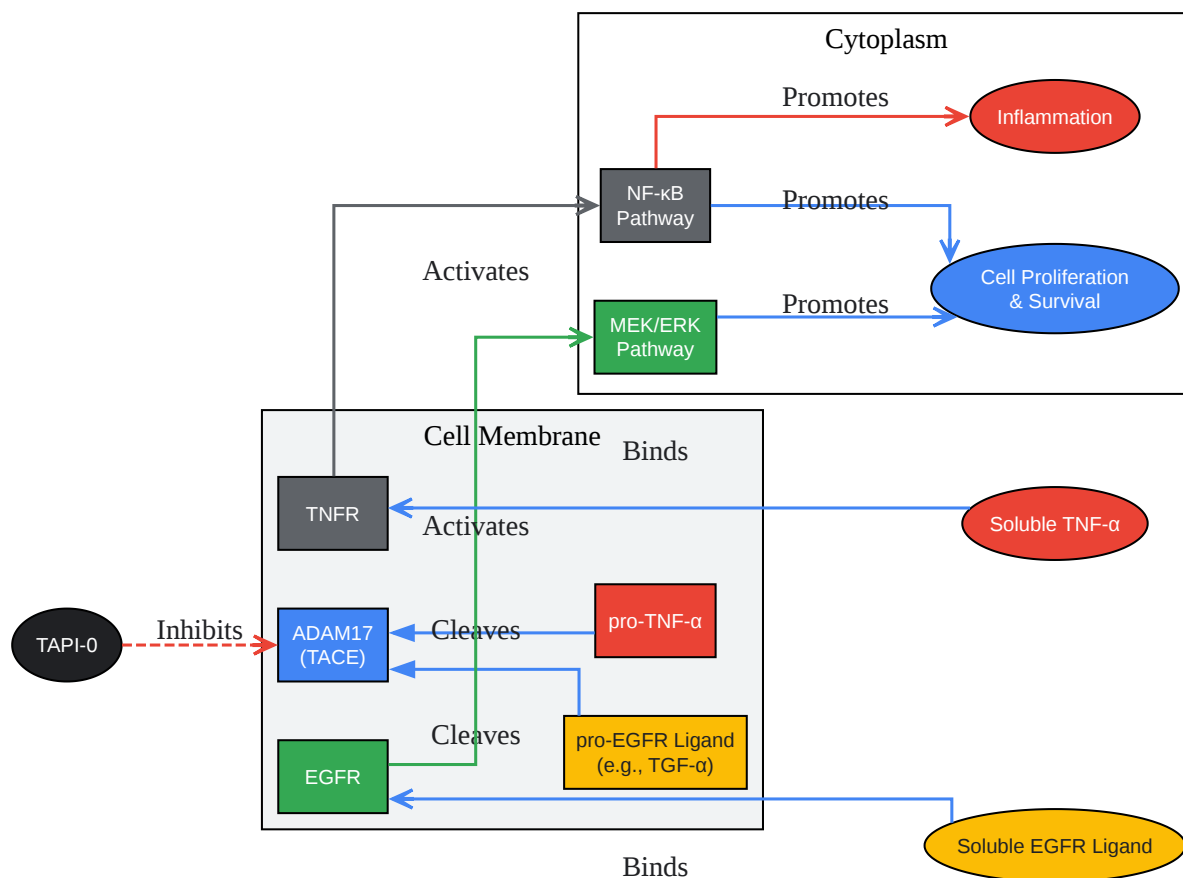 Cytoplasm
Promotes
Inflammation
NF-κB
Pathway
Promotes
Activates
Cell Proliferation
& Survival
Promotes
MEK/ERK
Pathway
Cell Membrane
Binds
TNFR
Activates
Soluble TNF-α
TAPI-0
Inhibits
ADAM17
(TACE)
Cleaves
pro-TNF-α
Cleaves
pro-EGFR Ligand
(e.g., TGF-α)
EGFR
Soluble EGFR Ligand
Binds